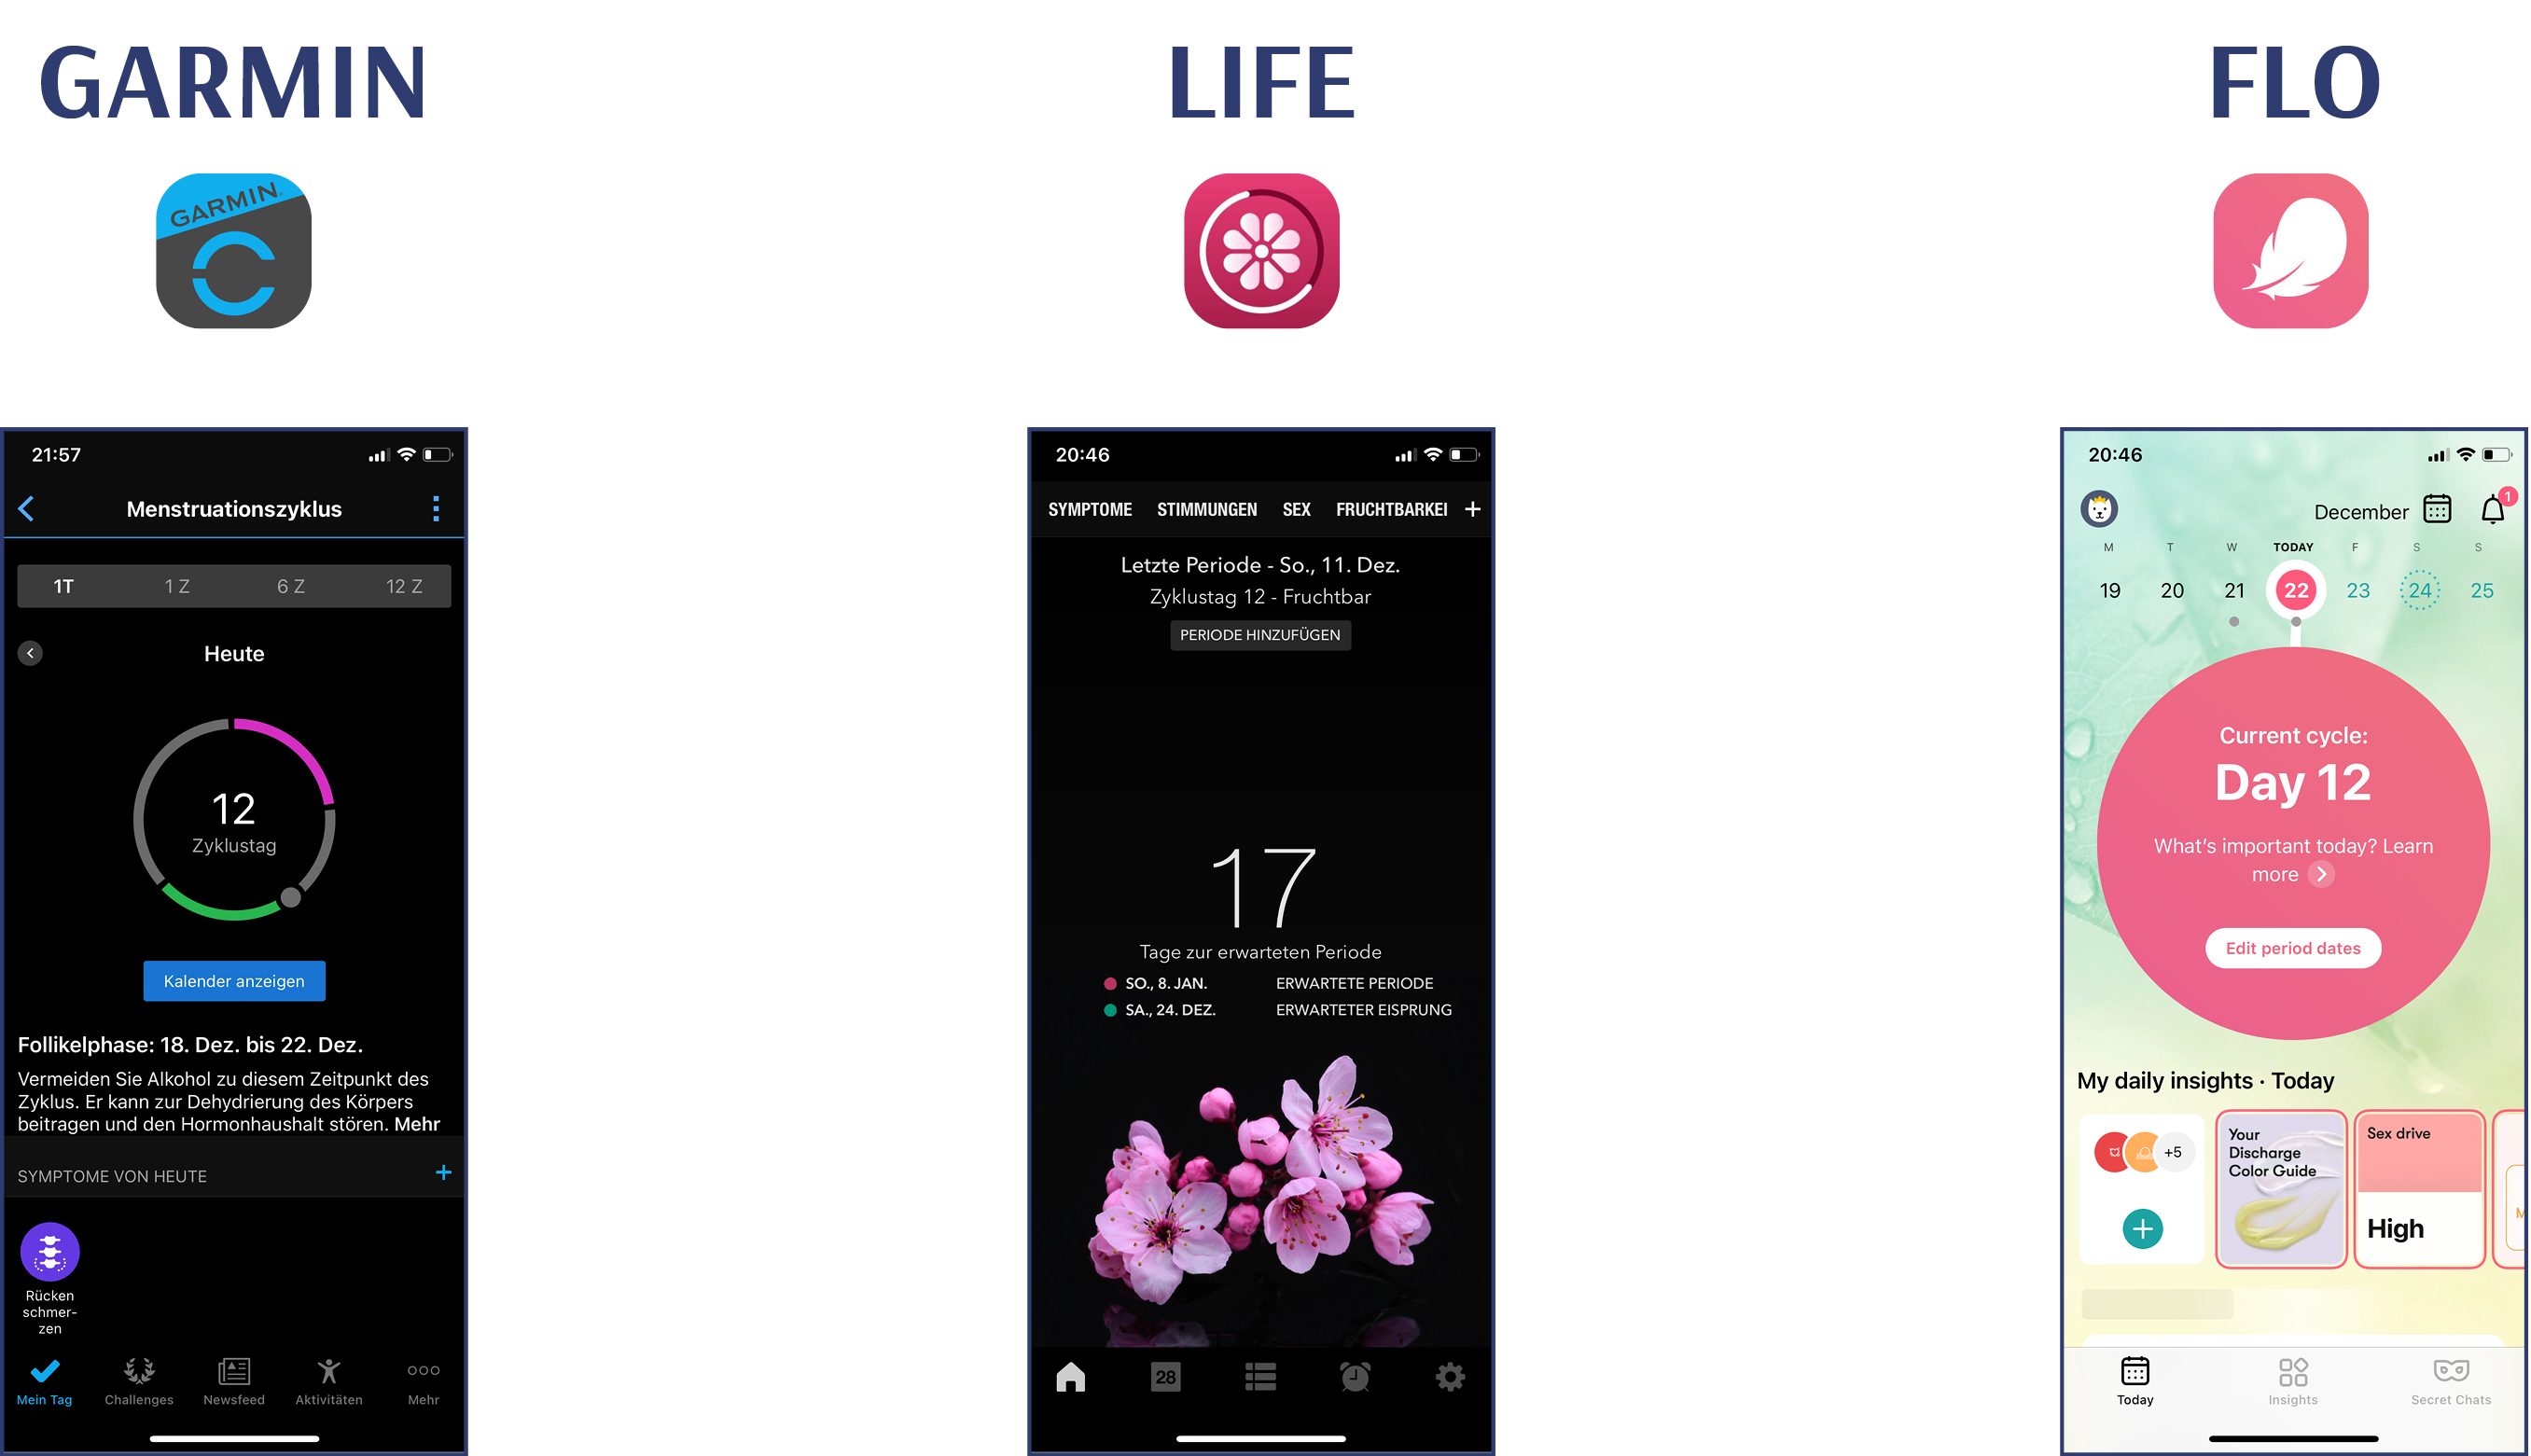 GARMIN
LIFE
FLO
GARMIN
21:57
Menstruationszyklus
1T 1 Z 6 Z 12 Z
Heute
12
Zyklustag
Kalender anzeigen
Follikelphase: 18. Dez. bis 22. Dez.
Vermeiden Sie Alkohol zu diesem Zeitpunkt des
Zyklus. Er kann zur Dehydrierung des Körpers
beitragen und den Hormonhaushalt stören. Mehr
SYMPTOME VON HEUTE
Rücken
schmer-
zen
Mein Tag Challenges Newsfeed Aktivitäten Mehr
20:46
SYMPTOME STIMMUNGEN SEX FRUCHTBARKEI +
Letzte Periode - So., 11. Dez.
Zyklustag 12 - Fruchtbar
PERIODE HINZUFÜGEN
17
Tage zur erwarteten Periode
SO., 8. JAN. ERWARTETE PERIODE
SA., 24. DEZ. ERWARTETER EISPRUNG
28
20:46
December
1
M T W TODAY F S S
19 20 21 22 23 24 25
Current cycle:
Day 12
What's important today? Learn
more
Edit period dates
My daily insights · Today
+5
Your
Discharge
Color Guide
Sex drive
High
M
Today Insights Secret Chats